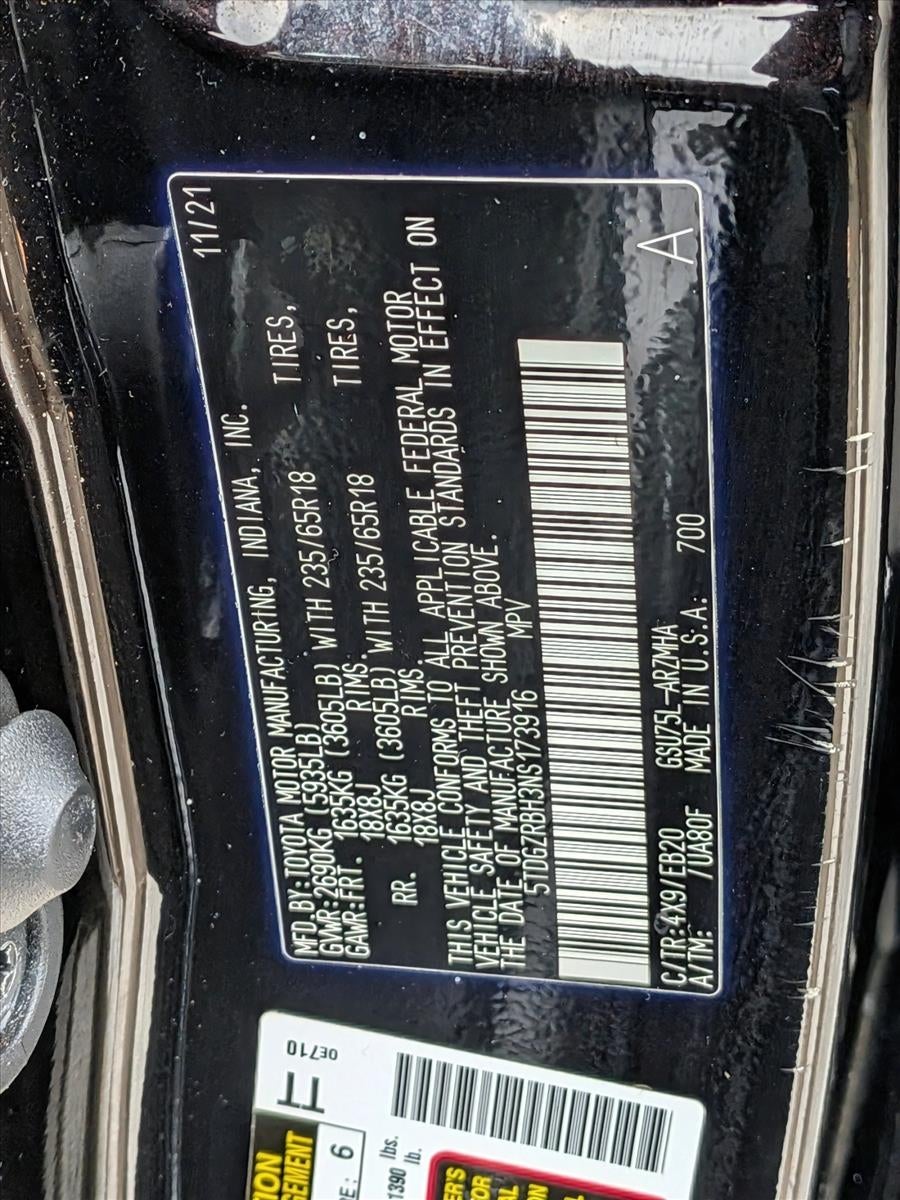 MFD.BY:TOYOTA MOTOR MANUFACTURING, INDIANA, INC. 11/21
GVWR:2690KG (5935LB)
GAWR:FRT. 1635KG (3605LB) WITH 235/65R18 TIRES,
18X8J RIMS.
RR. 1635KG (3605LB) WITH 235/65R18 TIRES,
18X8J RIMS.
THIS VEHICLE CONFORMS TO ALL APPLICABLE FEDERAL MOTOR
VEHICLE SAFETY AND THEFT PREVENTION STANDARDS IN EFFECT ON
THE DATE OF MANUFACTURE SHOWN ABOVE.
5TDGZRBH3NS173916 MPV
C/TR:4X9/EB20 GSU75L-ARZMHA A
A/TM: /UA80F MADE IN U.S.A: 700
0E710
6
1390 lbs.
lb.